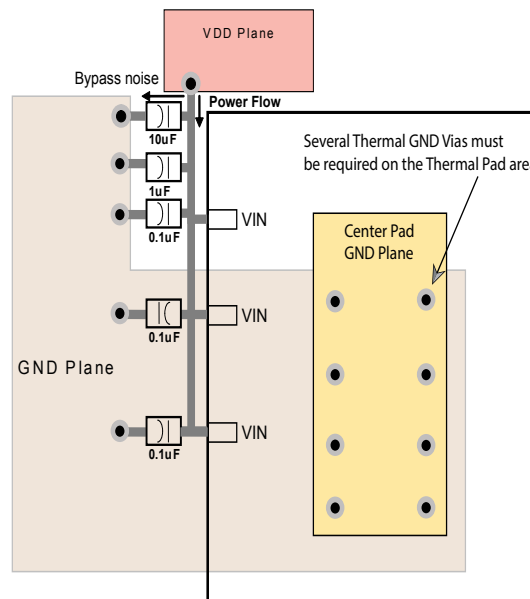 VDD Plane
Bypass noise
Power Flow
10uF
Several Thermal GND Vias must
be required on the Thermal Pad are
1uF
0.1uF
VIN
Center Pad
GND Plane
VIN
0.1uF
GND Plane
VIN
0.1uF